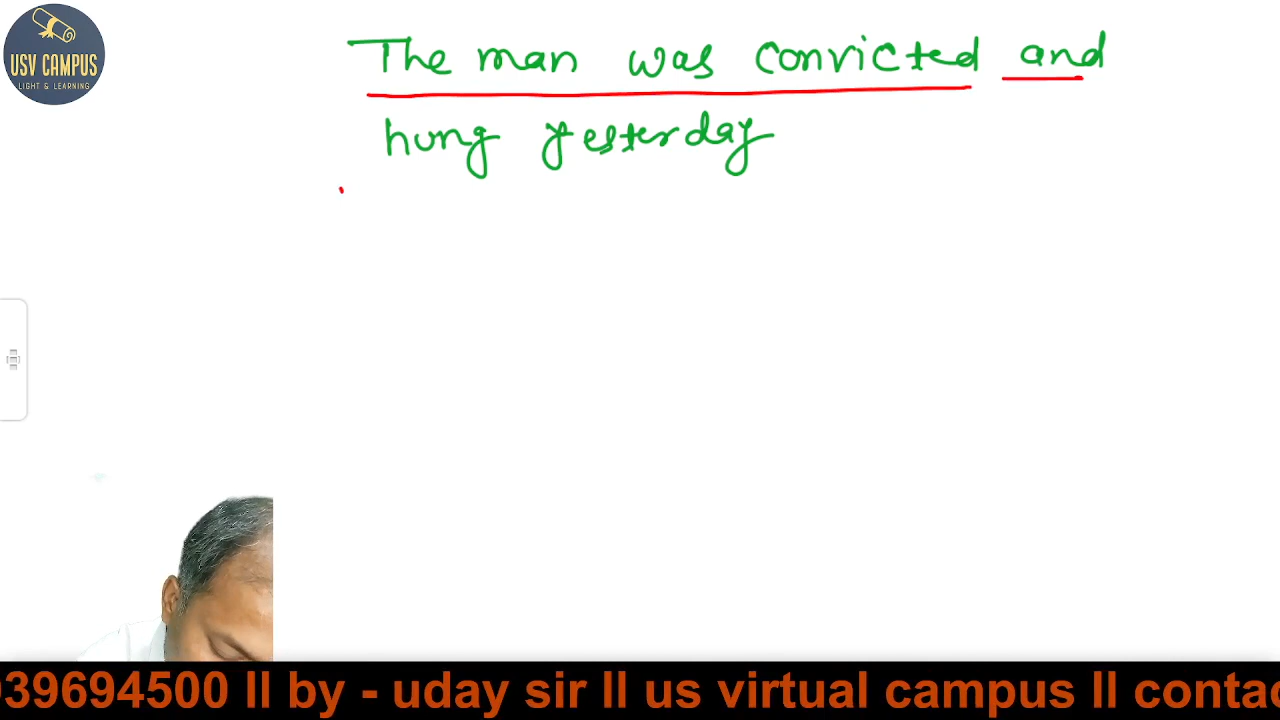 USV CAMPUS
LIGHT & LEARNING
The man was convicted and
hung yesterday
939694500 ll by - uday sir ll us virtual campus ll contac